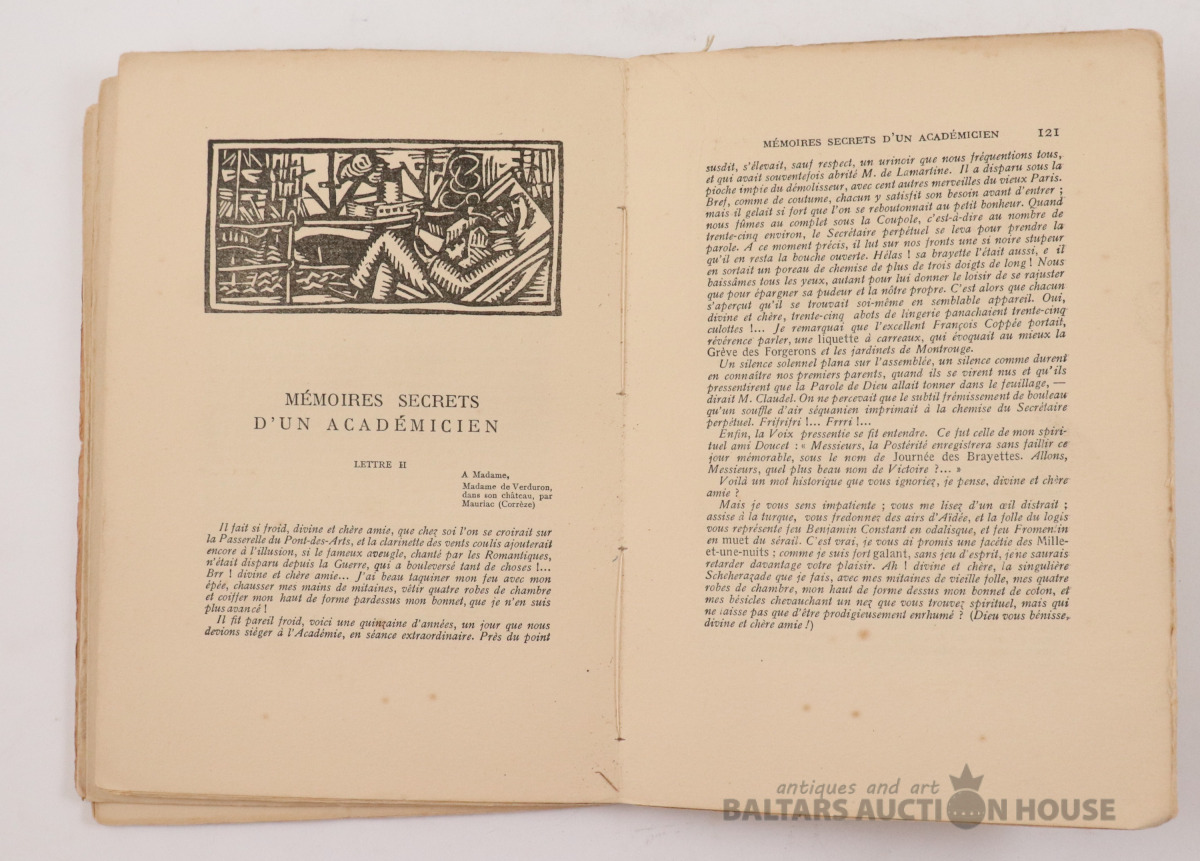 MÉMOIRES SECRETS
D'UN ACADÉMICIEN
LETTRE II
A Madame,
Madame de Verduron,
dans son château, par
Mauriac (Corrèze)
Il fait si froid, divine et chère amie, que chez soi l'on se croirait sur
la Passerelle du Pont-des-Arts, et la clarinette des vents coulis ajouterait
encore à l'illusion, si le fameux aveugle, chanté par les Romantiques,
n'était disparu depuis la Guerre, qui a bouleversé tant de choses !...
Brr ! divine et chère amie... J'ai beau taquiner mon feu avec mon
épée, chausser mes mains de mitaines, vêtir quatre robes de chambre
et coiffer mon haut de forme pardessus mon bonnet, que je n'en suis
plus avancé !
Il fit pareil froid, voici une quinzaine d'années, un jour que nous
devions siéger à l'Académie, en séance extraordinaire. Près du point
MÉMOIRES SECRETS D'UN ACADÉMICIEN 121
susdit, s'élevait, sauf respect, un urinoir que nous fréquentions tous,
et qui avait souventefois abrité M. de Lamartine. Il a disparu sous la
pioche impie du démolisseur, avec cent autres merveilles du vieux Paris.
Bref, comme de coutume, chacun y satisfit son besoin avant d'entrer ;
mais il gelait si fort que l'on se reboutonnait au petit bonheur. Quand
nous fûmes au complet sous la Coupole, c'est-à-dire au nombre de
trente-cinq environ, le Secrétaire perpétuel se leva pour prendre la
parole. A ce moment précis, il lut sur nos fronts une si noire stupeur
qu'il en resta la bouche ouverte. Hélas ! sa brayette l'était aussi, e il
en sortait un poreau de chemise de plus de trois doigts de long ! Nous
baissâmes tous les yeux, autant pour lui donner le loisir de se rajuster
que pour épargner sa pudeur et la nôtre propre. C'est alors que chacun
s'aperçut qu'il se trouvait soi-même en semblable appareil. Oui,
divine et chère, trente-cinq abots de lingerie panachaient trente-cinq
culottes !... Je remarquai que l'excellent François Coppée portait,
révérence parler, une liquette à carreaux, qui évoquait au mieux la
Grève des Forgerons et les jardinets de Montrouge.
Un silence solennel plana sur l'assemblée, un silence comme durent
en connaître nos premiers parents, quand ils se virent nus et qu'ils
pressentirent que la Parole de Dieu allait tonner dans le feuillage, —
dirait M. Claudel. On ne percevait que le subtil frémissement de bouleau
qu'un souffle d'air séquanien imprimait à la chemise du Secrétaire
perpétuel. Frifrifri !... Frrri !...
Enfin, la Voix pressentie se fit entendre. Ce fut celle de mon spiri-
tuel ami Doucet : « Messieurs, la Postérité enregistrera sans faillir ce
jour mémorable, sous le nom de Journée des Brayettes. Allons,
Messieurs, quel plus beau nom de Victoire ?... »
Voilà un mot historique que vous ignoriez, je pense, divine et chère
amie ?
Mais je vous sens impatiente ; vous me lisez d'un œil distrait ;
assise à la turque, vous fredonnez des airs d'Aïdée, et la folle du logis
vous représente feu Benjamin Constant en odalisque, et feu Fromentin
en muet du sérail. C'est vrai, je vous ai promis une facétie des Mille-
et-une-nuits ; comme je suis fort galant, sans jeu d'esprit, jene saurais
retarder davantage votre plaisir. Ah ! divine et chère, la singulière
Scheherazade que je fais, avec mes mitaines de vieille folle, mes quatre
robes de chambre, mon haut de forme dessus mon bonnet de coton, et
mes bésicles chevauchant un nez que vous trouvez spirituel, mais qui
ne laisse pas que d'être prodigieusement enrhumé ? (Dieu vous bénisse,
divine et chère amie !)
antiques and art
BALTARS AUCTION HOUSE